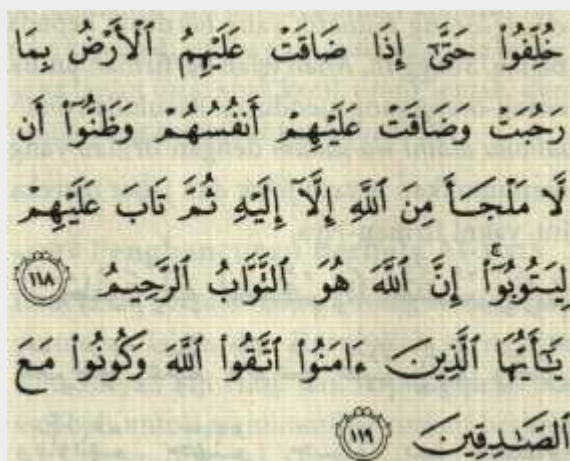 خُلِّفُوا۟ حَتَّىٰٓ إِذَا ضَاقَتْ عَلَيْهِمُ ٱلْأَرْضُ بِمَا
رَحُبَتْ وَضَاقَتْ عَلَيْهِمْ أَنفُسُهُمْ وَظَنُّوٓا۟ أَن
لَّا مَلْجَأَ مِنَ ٱللَّهِ إِلَّآ إِلَيْهِ ثُمَّ تَابَ عَلَيْهِمْ
لِيَتُوبُوٓا۟ ۚ إِنَّ ٱللَّهَ هُوَ ٱلتَّوَّابُ ٱلرَّحِيمُ ١١٨
يَـٰٓأَيُّهَا ٱلَّذِينَ ءَامَنُوا۟ ٱتَّقُوا۟ ٱللَّهَ وَكُونُوا۟ مَعَ
ٱلصَّـٰدِقِينَ ١١٩